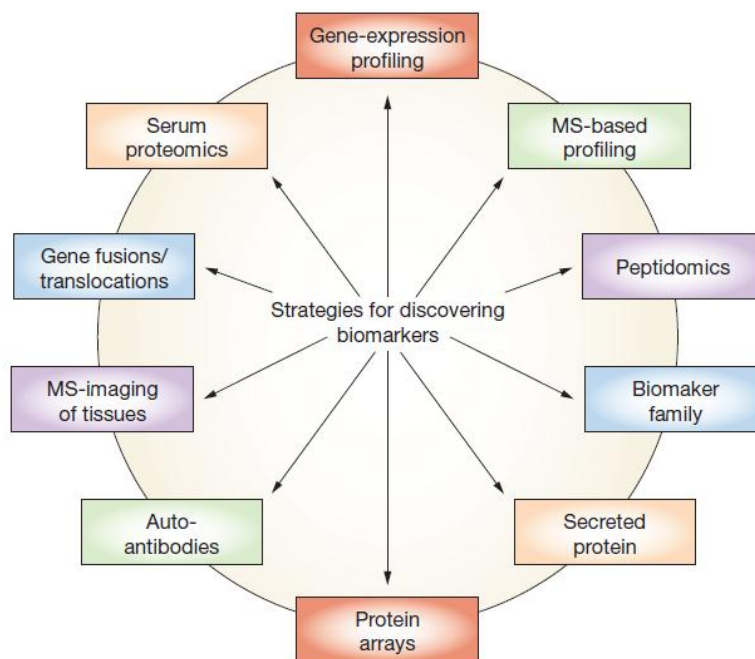 Gene-expression
profiling
Serum
proteomics
MS-based
profiling
Gene fusions/
translocations
Peptidomics
Strategies for discovering
biomarkers
MS-imaging
of tissues
Biomaker
family
Auto-
antibodies
Secreted
protein
Protein
arrays